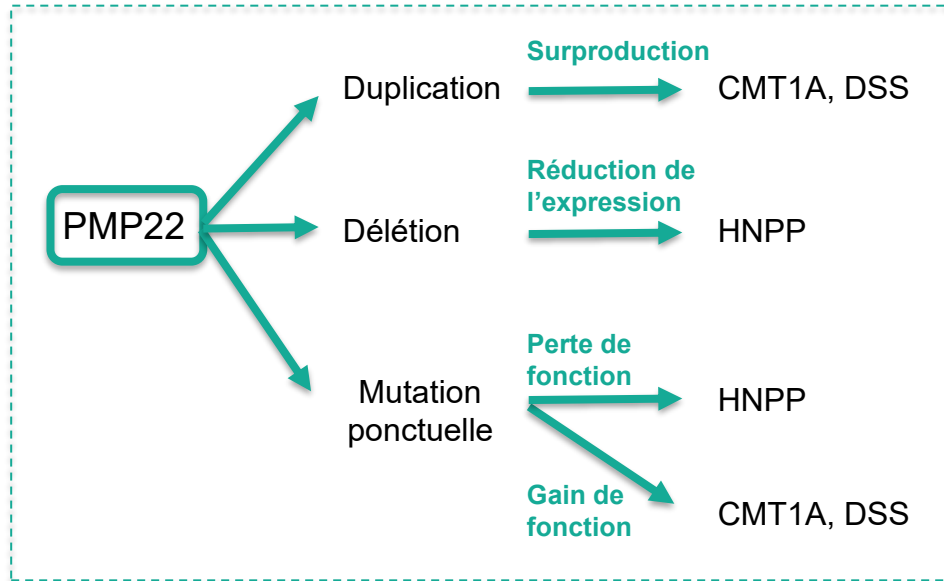 PMP22
Duplication
Surproduction
CMT1A, DSS
Délétion
Réduction de
l'expression
HNPP
Mutation
ponctuelle
Perte de
fonction
HNPP
Gain de
fonction
CMT1A, DSS